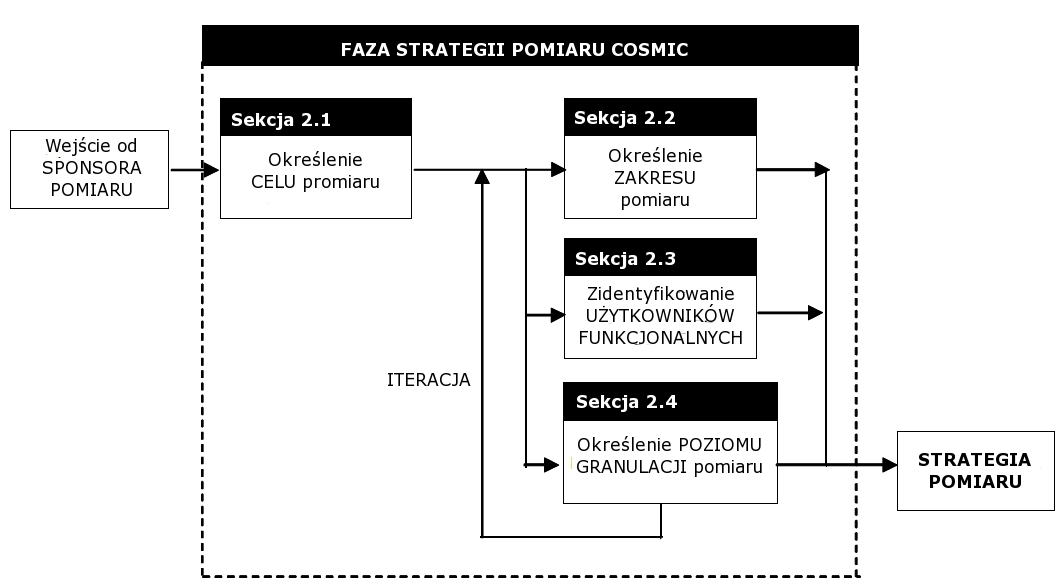 FAZA STRATEGII POMIARU COSMIC
Wejście od
SPONSORA
POMIARU
Sekcja 2.1
Określenie
CELU promiaru
Sekcja 2.2
Określenie
ZAKRESU
pomiaru
Sekcja 2.3
Zidentyfikowanie
UŻYTKOWNIKÓW
FUNKCJONALNYCH
ITERACJA
Sekcja 2.4
Określenie POZIOMU
GRANULACJI pomiaru
STRATEGIA
POMIARU